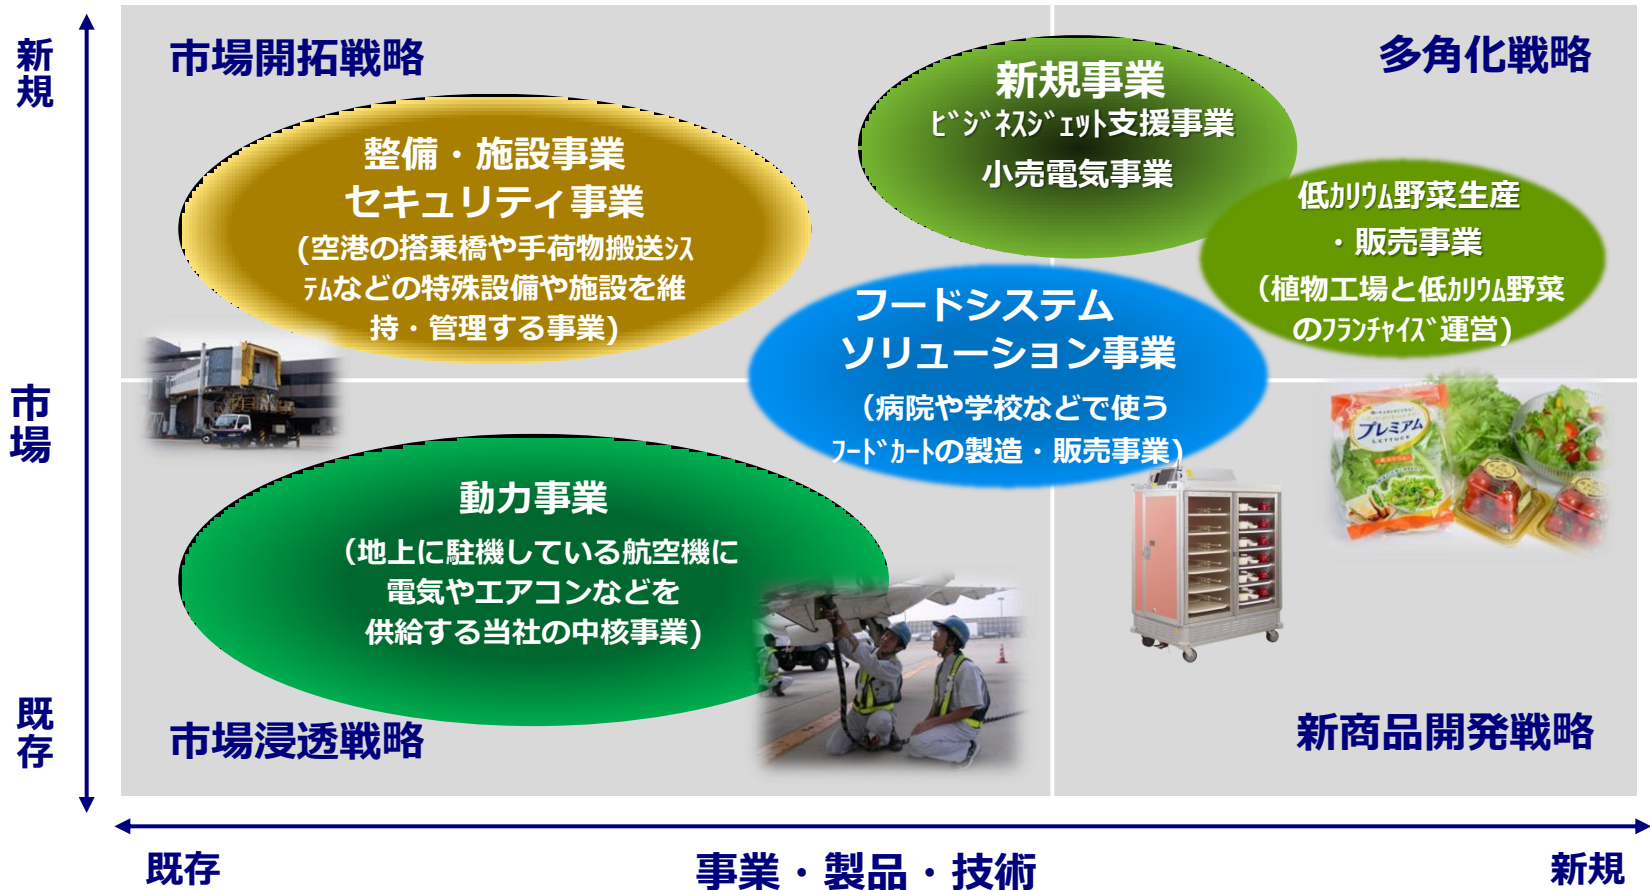 新規
市場
既存
市場開拓戦略
多角化戦略
新規事業
ﾋﾞｼﾞﾈｽｼﾞｪｯﾄ支援事業
小売電気事業
整備・施設事業
セキュリティ事業
(空港の搭乗橋や手荷物搬送ｼｽ
ﾃﾑなどの特殊設備や施設を維
持・管理する事業)
低ｶﾘｳﾑ野菜生産
・販売事業
（植物工場と低ｶﾘｳﾑ野菜
のﾌﾗﾝﾁｬｲｽﾞ運営)
フードシステム
ソリューション事業
（病院や学校などで使う
ﾌｰﾄﾞｶｰﾄの製造・販売事業)
プレミアム
LETTUCE
動力事業
（地上に駐機している航空機に
電気やエアコンなどを
供給する当社の中核事業)
市場浸透戦略
新商品開発戦略
既存
事業・製品・技術
新規